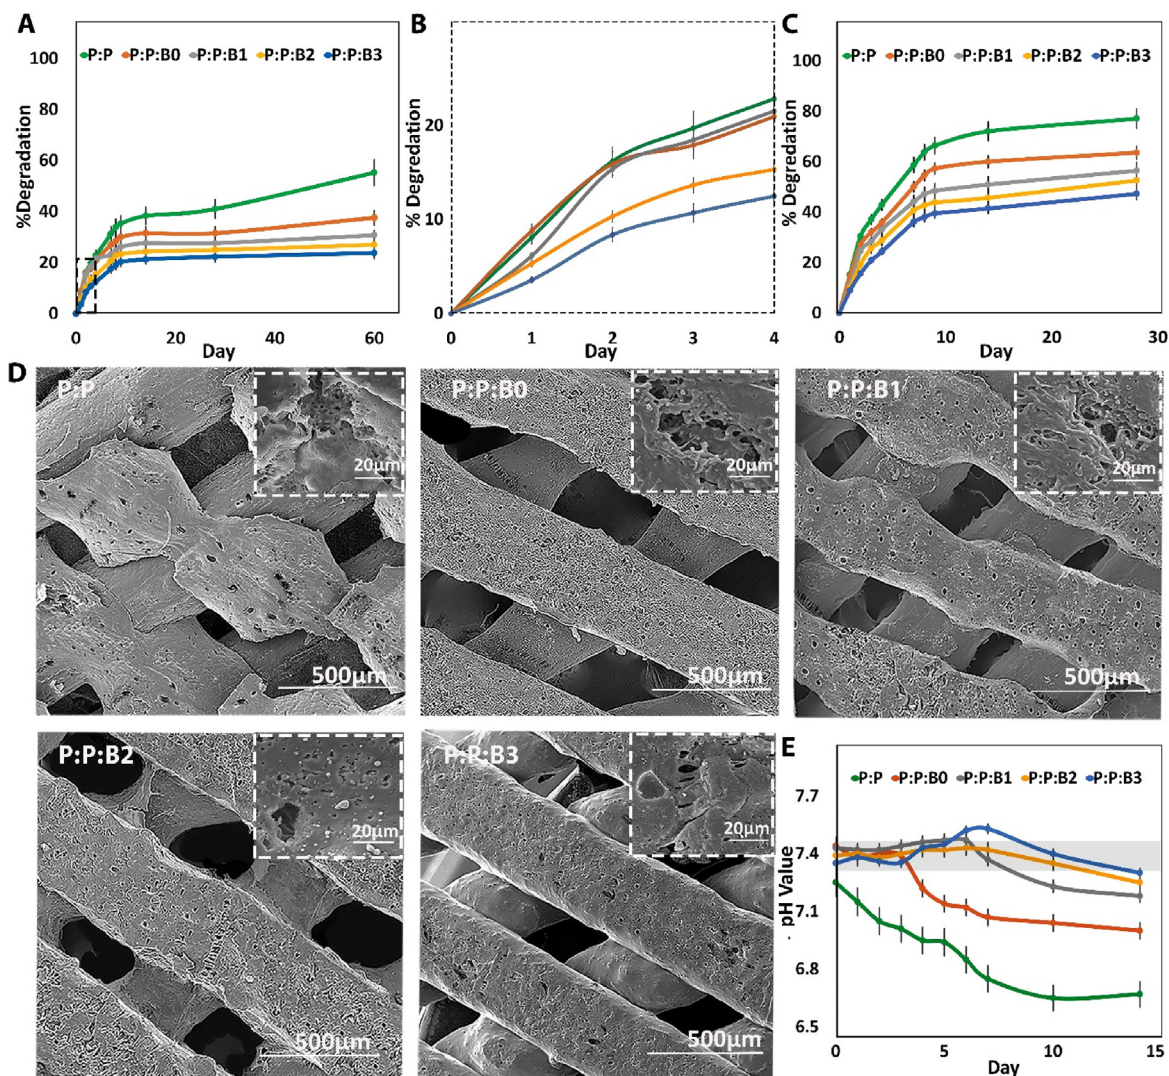 A
P:P P:P:B0 P:P:B1 P:P:B2 P:P:B3
%Degradation
100
80
60
40
20
0
0 20 40 60
Day
B
% Degredation
20
10
0
0 1 2 3 4
Day
C
P:P P:P:B0 P:P:B1 P:P:B2 P:P:B3
% Degredation
100
80
60
40
20
0
0 10 20 30
Day
D
P:P
20µm
500µm
P:P:B0
20µm
500µm
P:P:B1
20µm
500µm
P:P:B2
20µm
500µm
P:P:B3
20µm
500µm
E
P:P P:P:B0 P:P:B1 P:P:B2 P:P:B3
pH Value
7.7
7.4
7.1
6.8
6.5
0 5 10 15
Day